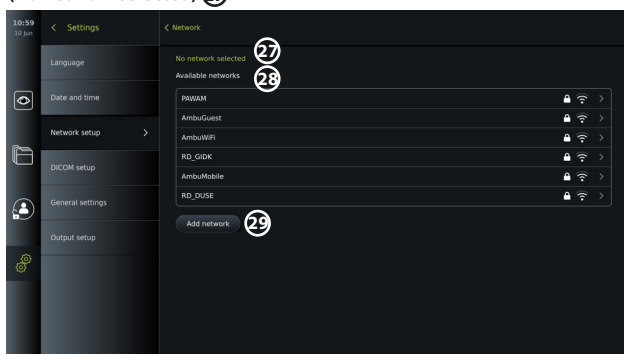 10:59
10 Jun
Settings
Language
Date and time
Network setup
DICOM setup
General settings
Output setup
Network
No network selected 27
Available networks 28
PAWAM
AmbuGuest
AmbuWiFi
RD_GIDK
AmbuMobile
RD_DUSE
Add network 29